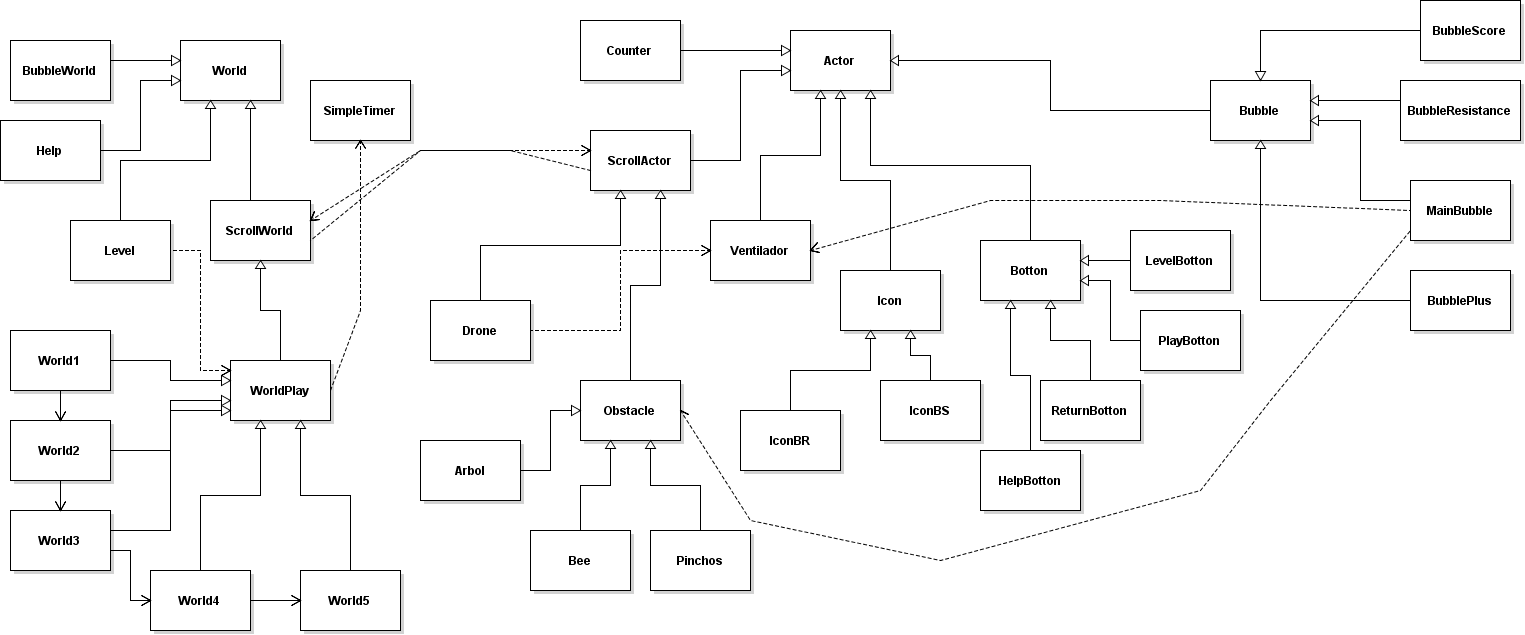 BubbleScore
Counter
Actor
BubbleWorld
World
SimpleTimer
Bubble
BubbleResistance
Help
ScrollActor
MainBubble
ScrollWorld
Level
Ventilador
LevelBotton
Botton
Icon
BubblePlus
Drone
PlayBotton
World1
WorldPlay
Obstacle
IconBS
ReturnBotton
IconBR
World2
Arbol
HelpBotton
World3
Bee
Pinchos
World4
World5